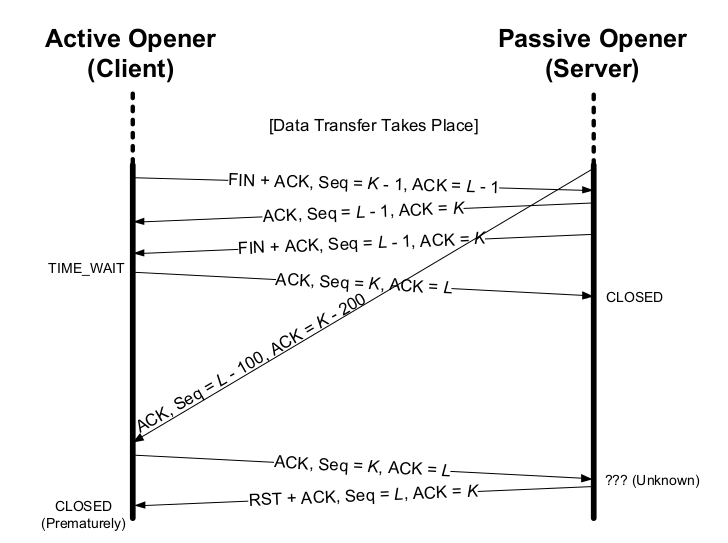 Active Opener
(Client)
Passive Opener
(Server)
[Data Transfer Takes Place]
FIN + ACK, Seq = K - 1, ACK = L - 1
ACK, Seq = L - 1, ACK = K
FIN + ACK, Seq = L - 1, ACK = K
TIME_WAIT
ACK, Seq = K, ACK = L
CLOSED
ACK, Seq = L - 100, ACK = K - 200
ACK, Seq = K, ACK = L
??? (Unknown)
RST + ACK, Seq = L, ACK = K
CLOSED
(Prematurely)